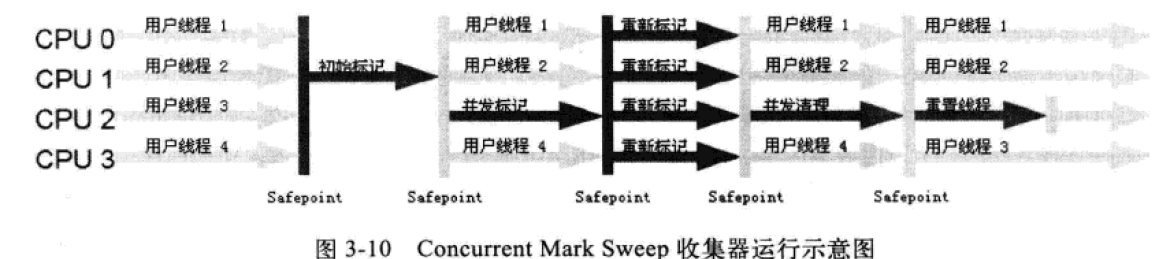 CPU 0 用户线程 1 用户线程 1 重新标记 用户线程 1 用户线程 1
CPU 1 用户线程 2 初始标记 用户线程 2 重新标记 用户线程 2 用户线程 2
CPU 2 用户线程 3 并发标记 重新标记 并发清理 重置线程
CPU 3 用户线程 4 用户线程 4 重新标记 用户线程 4 用户线程 3
Safepoint Safepoint Safepoint Safepoint Safepoint
图 3-10 Concurrent Mark Sweep 收集器运行示意图